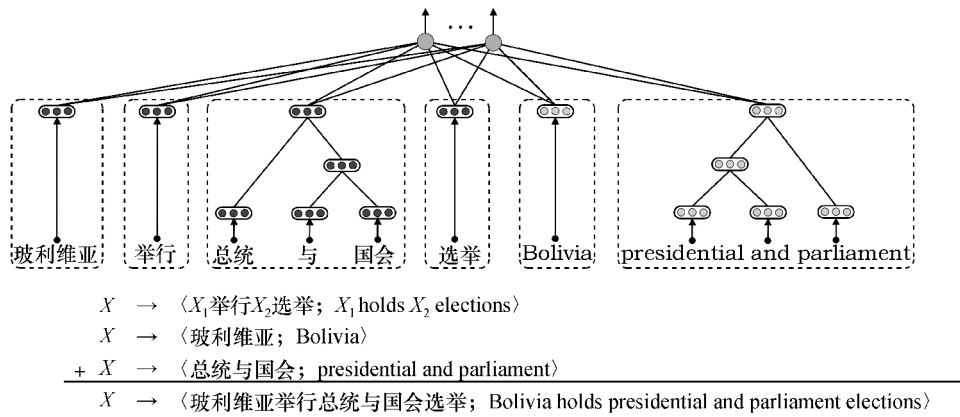 ...
玻利维亚 举行 总统 与 国会 选举 Bolivia presidential and parliament
X → 〈X₁举行X₂选举；X₁ holds X₂ elections〉
X → 〈玻利维亚；Bolivia〉
+ X → 〈总统与国会；presidential and parliament〉
X → 〈玻利维亚举行总统与国会选举；Bolivia holds presidential and parliament elections〉